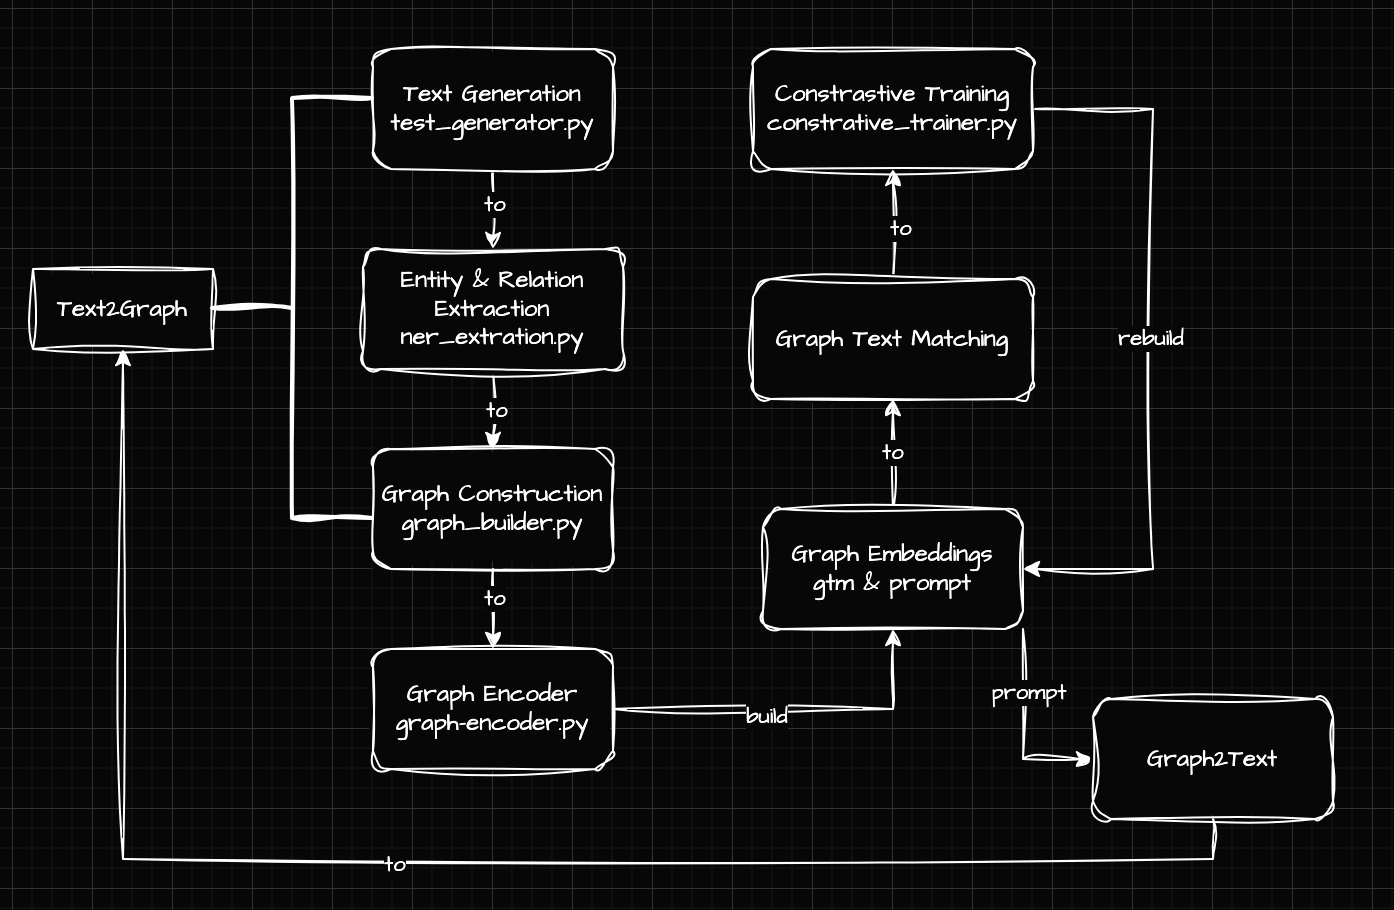 Text Generation
test_generator.py
to
Entity & Relation
Extraction
ner_extration.py
to
Graph Construction
graph_builder.py
to
Graph Encoder
graph-encoder.py
Text2Graph
build
Constrastive Training
constrative_trainer.py
to
Graph Text Matching
to
Graph Embeddings
gtm & prompt
rebuild
prompt
Graph2Text
to